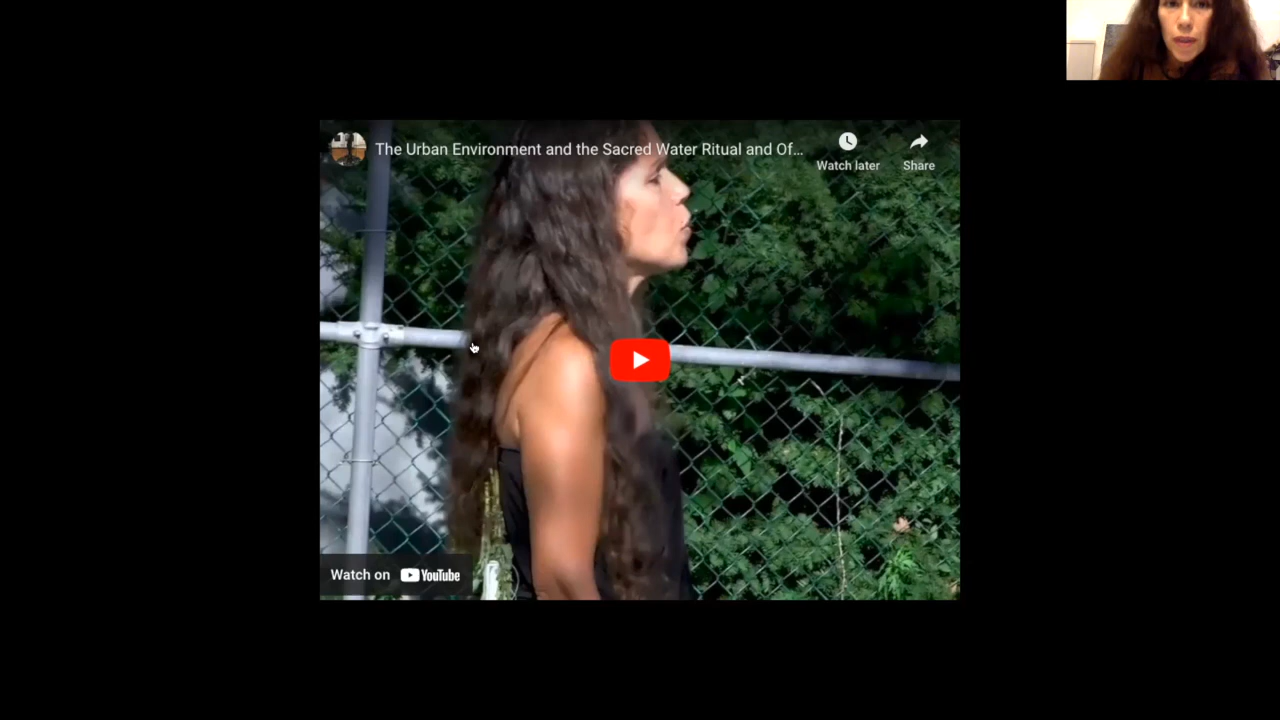 The Urban Environment and the Sacred Water Ritual and Of...
Watch later
Share
Watch on YouTube